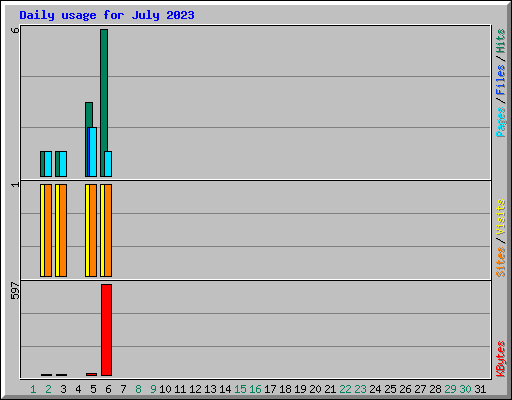 Daily usage for July 2023
6
1
597
Pages / Files / Hits
Sites / Visits
KBytes
1 2 3 4 5 6 7 8 9 10 11 12 13 14 15 16 17 18 19 20 21 22 23 24 25 26 27 28 29 30 31